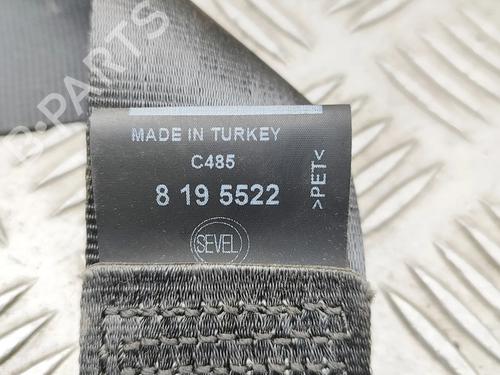 B-PARTS
MADE IN TURKEY
C485
8 19 5522
>PET<
SEVEL